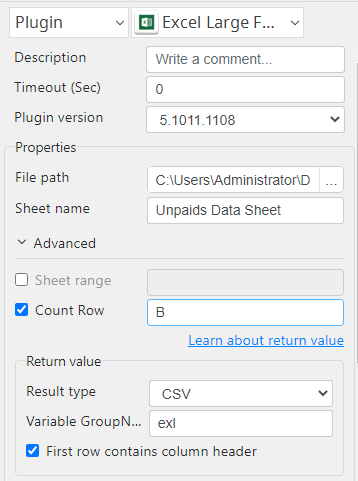 Plugin Excel Large F...
Description Write a comment...
Timeout (Sec) 0
Plugin version 5.1011.1108
Properties
File path C:\Users\Administrator\D ...
Sheet name Unpaids Data Sheet
Advanced
Sheet range
Count Row B
Learn about return value
Return value
Result type CSV
Variable GroupN... exl
First row contains column header